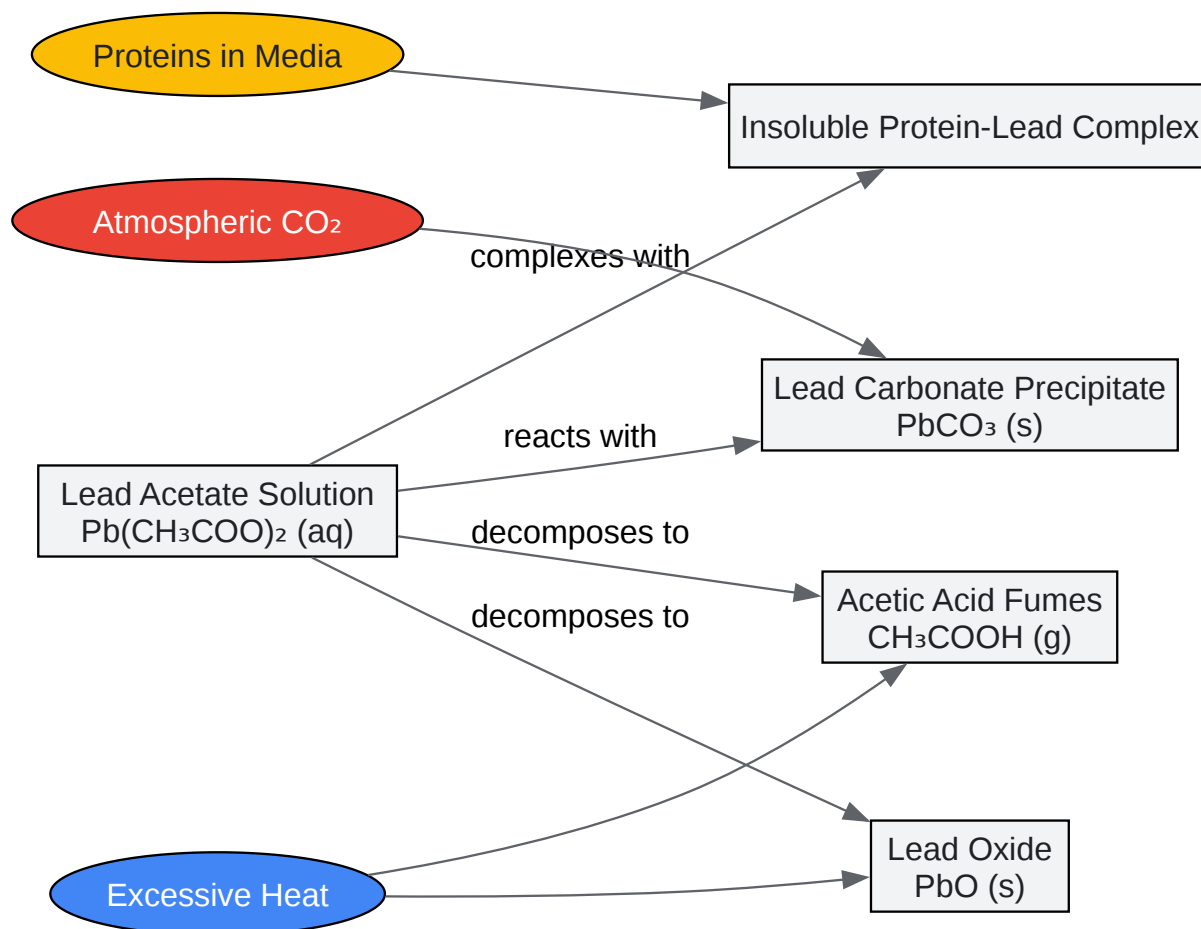 Proteins in Media
Insoluble Protein-Lead Complex
Atmospheric CO₂
complexes with
Lead Carbonate Precipitate
PbCO₃ (s)
reacts with
Lead Acetate Solution
Pb(CH₃COO)₂ (aq)
decomposes to
Acetic Acid Fumes
CH₃COOH (g)
decomposes to
Lead Oxide
PbO (s)
Excessive Heat